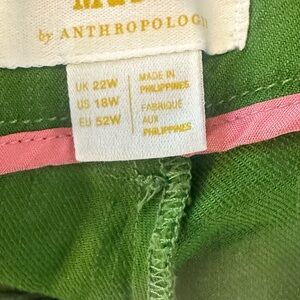 by ANTHROPOLOGIE
UK 22W
US 18W
EU 52W
MADE IN
PHILIPPINES
FABRIQUÉ
AUX
PHILIPPINES